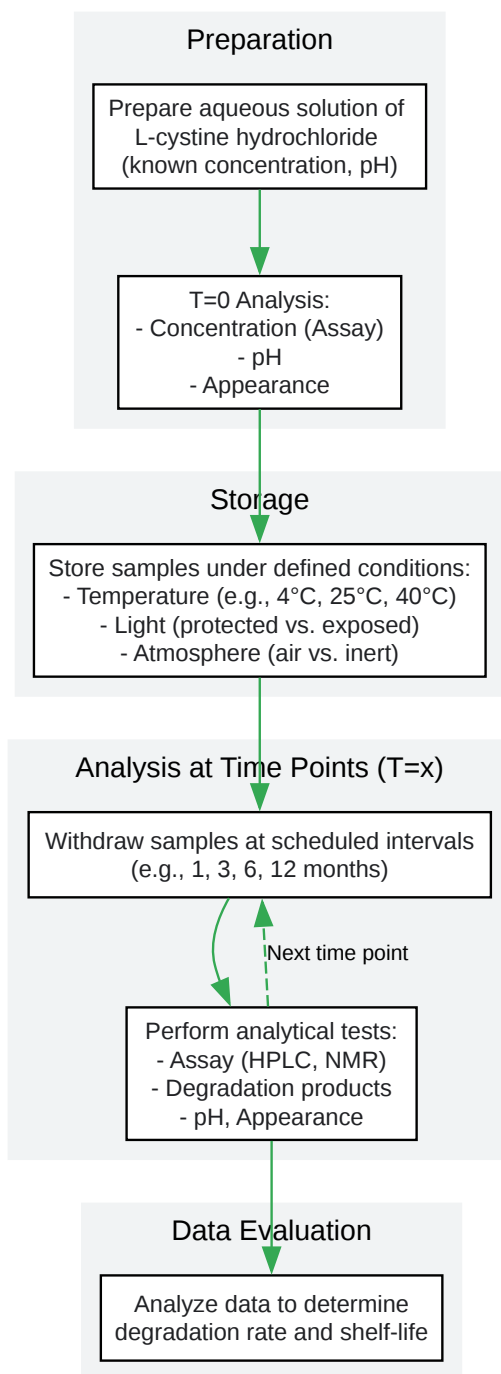 Preparation
Prepare aqueous solution of
L-cystine hydrochloride
(known concentration, pH)
T=0 Analysis:
- Concentration (Assay)
- pH
- Appearance
Storage
Store samples under defined conditions:
- Temperature (e.g., 4°C, 25°C, 40°C)
- Light (protected vs. exposed)
- Atmosphere (air vs. inert)
Analysis at Time Points (T=x)
Withdraw samples at scheduled intervals
(e.g., 1, 3, 6, 12 months)
Next time point
Perform analytical tests:
- Assay (HPLC, NMR)
- Degradation products
- pH, Appearance
Data Evaluation
Analyze data to determine
degradation rate and shelf-life